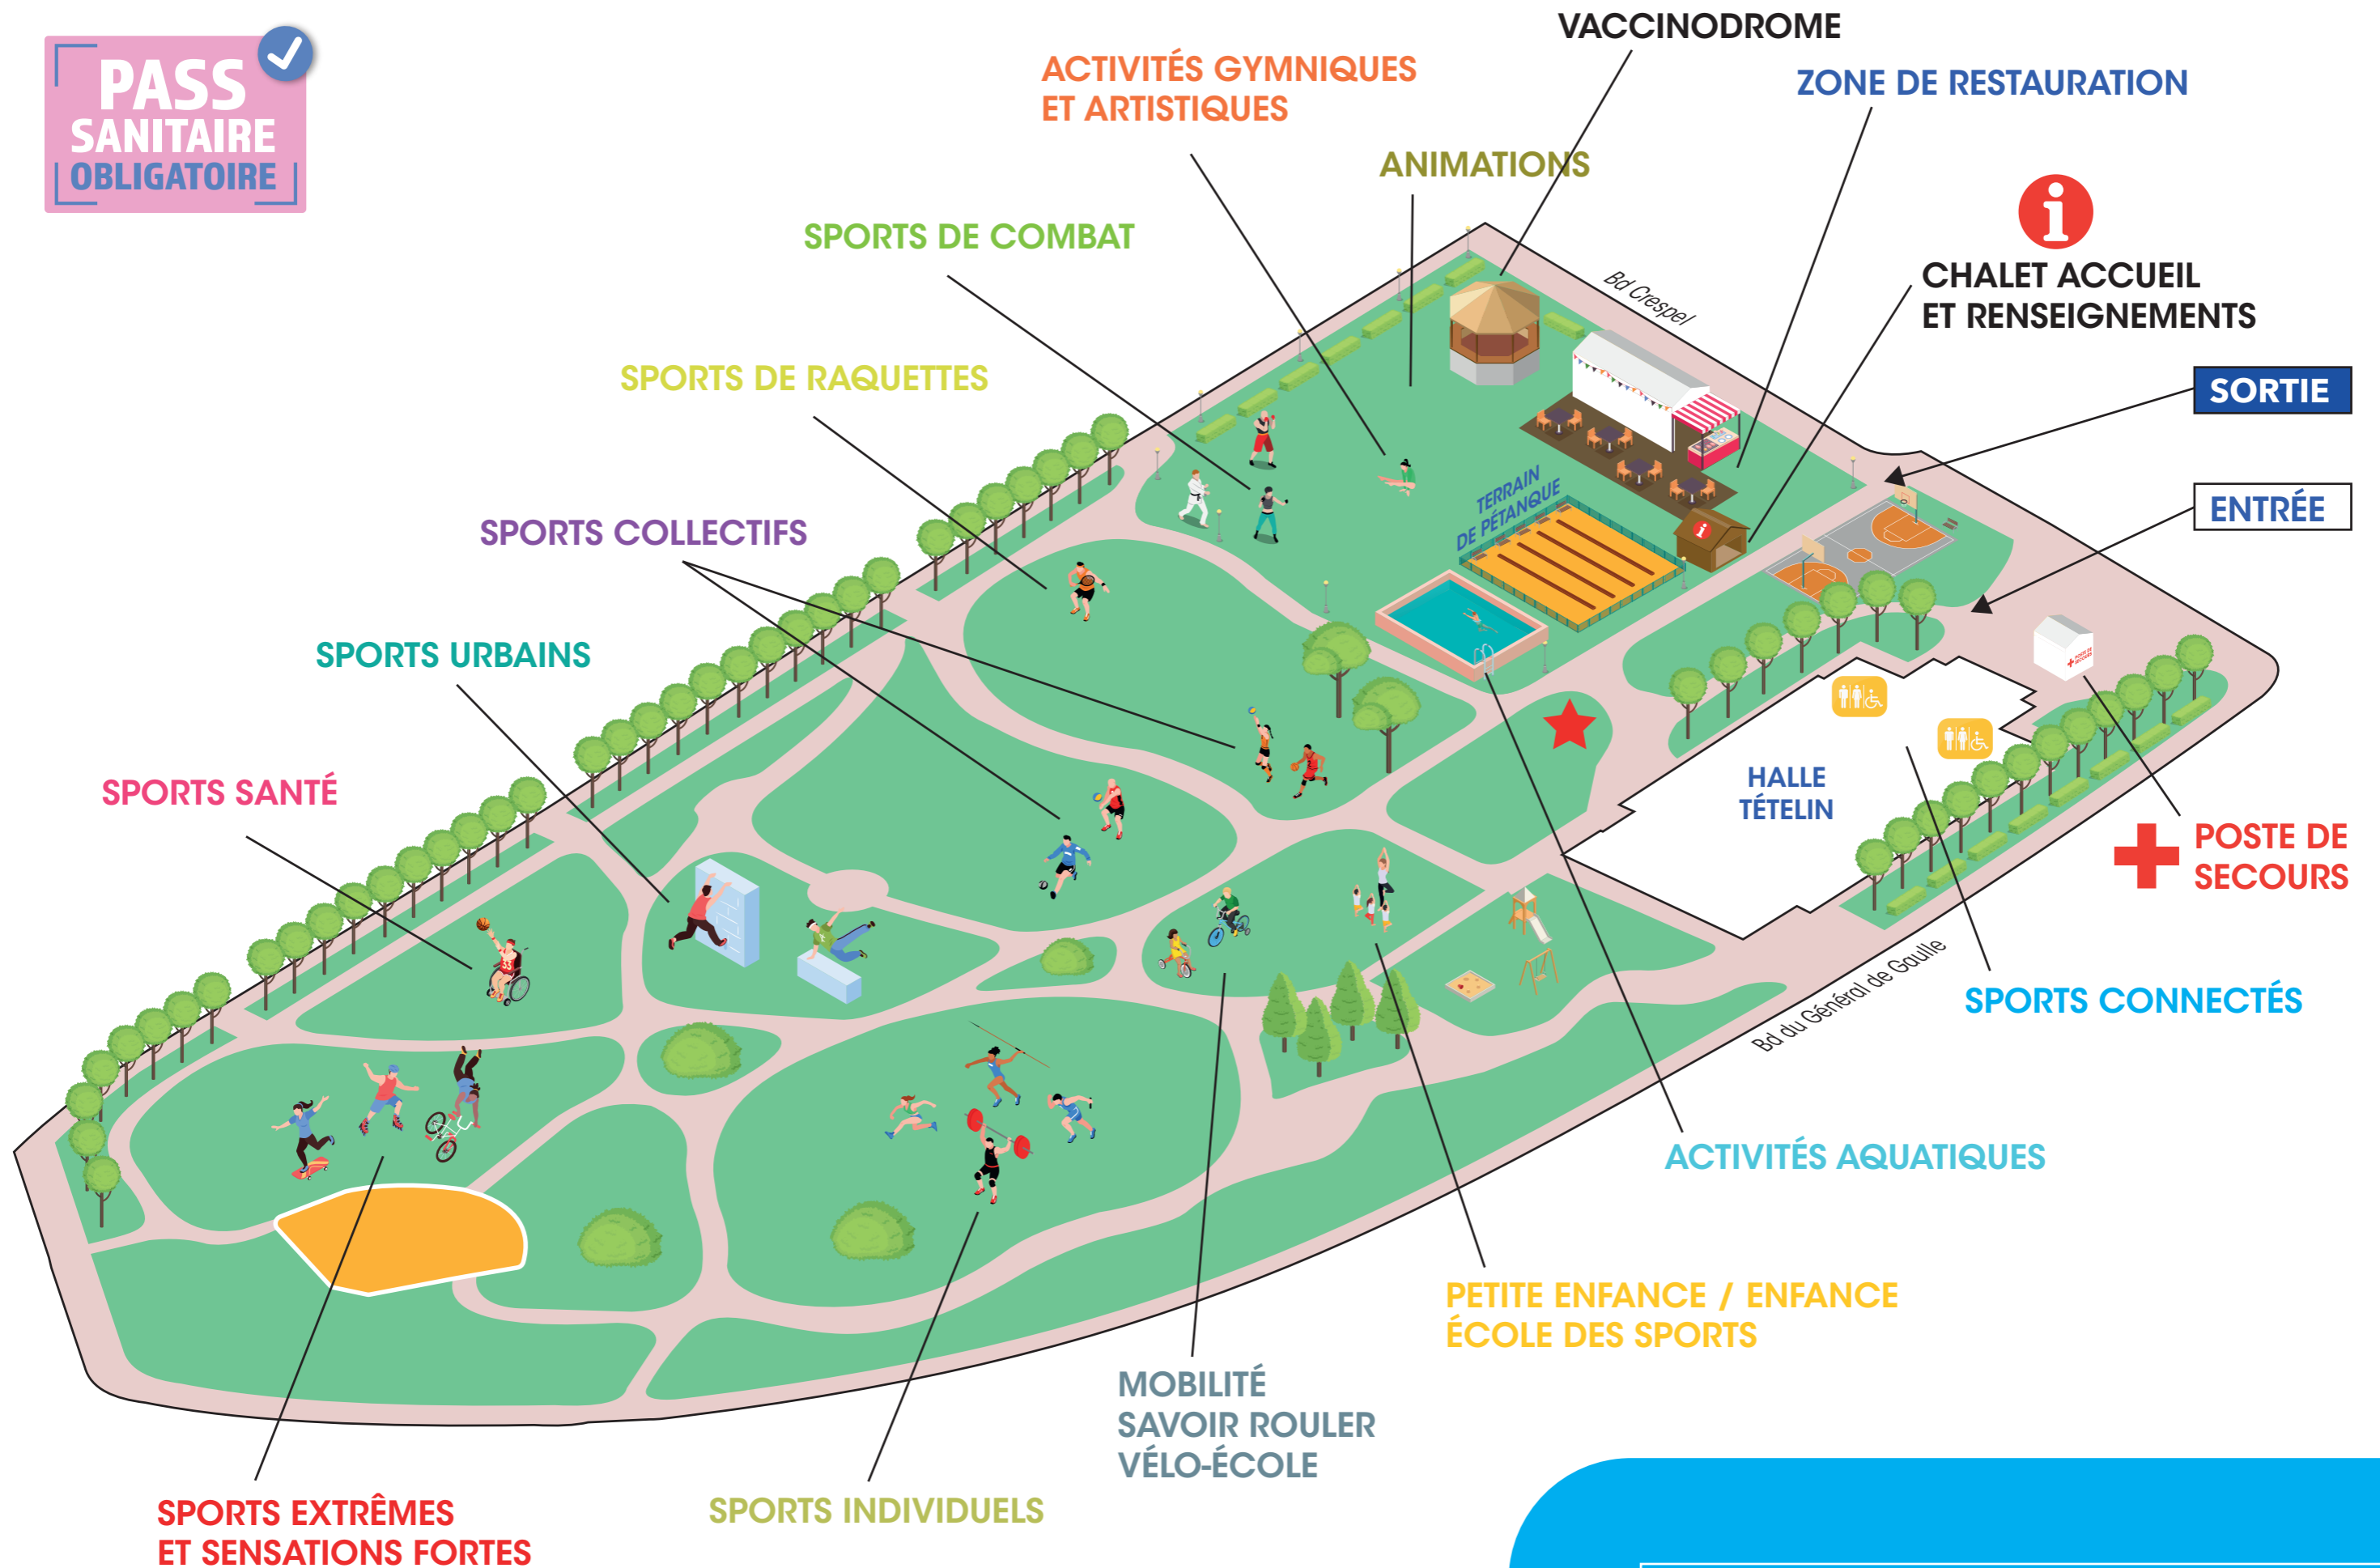 PASS
SANITAIRE
OBLIGATOIRE
VACCINODROME
ACTIVITÉS GYMNIQUES
ET ARTISTIQUES
ZONE DE RESTAURATION
ANIMATIONS
SPORTS DE COMBAT
CHALET ACCUEIL
ET RENSEIGNEMENTS
Bd Crespel
SPORTS DE RAQUETTES
SORTIE
ENTRÉE
TERRAIN
DE PÉTANQUE
SPORTS COLLECTIFS
SPORTS URBAINS
POSTE DE
SECOURS
HALLE
TÉTELIN
SPORTS SANTÉ
POSTE DE
SECOURS
Bd du Général de Gaulle
SPORTS CONNECTÉS
ACTIVITÉS AQUATIQUES
PETITE ENFANCE / ENFANCE
ÉCOLE DES SPORTS
MOBILITÉ
SAVOIR ROULER
VÉLO-ÉCOLE
SPORTS INDIVIDUELS
SPORTS EXTRÊMES
ET SENSATIONS FORTES